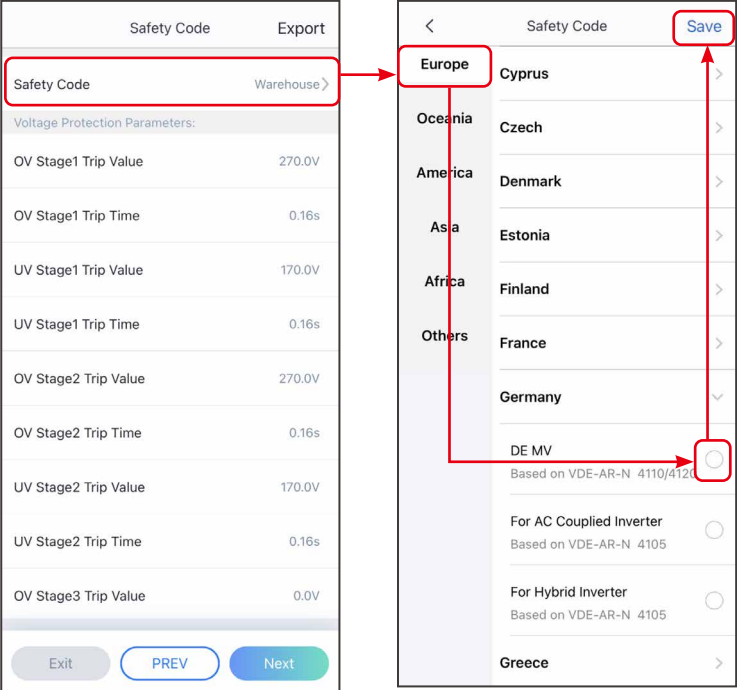 Safety Code
Export
Safety Code
Warehouse
Voltage Protection Parameters:
OV Stage1 Trip Value
270.0V
OV Stage1 Trip Time
0.16s
UV Stage1 Trip Value
170.0V
UV Stage1 Trip Time
0.16s
OV Stage2 Trip Value
270.0V
OV Stage2 Trip Time
0.16s
UV Stage2 Trip Value
170.0V
UV Stage2 Trip Time
0.16s
OV Stage3 Trip Value
0.0V
Exit
PREV
Next
Safety Code
Save
Europe
Oceania
America
Asia
Africa
Others
Cyprus
Czech
Denmark
Estonia
Finland
France
Germany
DE MV
Based on VDE-AR-N 4110/4120
For AC Couplied Inverter
Based on VDE-AR-N 4105
For Hybrid Inverter
Based on VDE-AR-N 4105
Greece